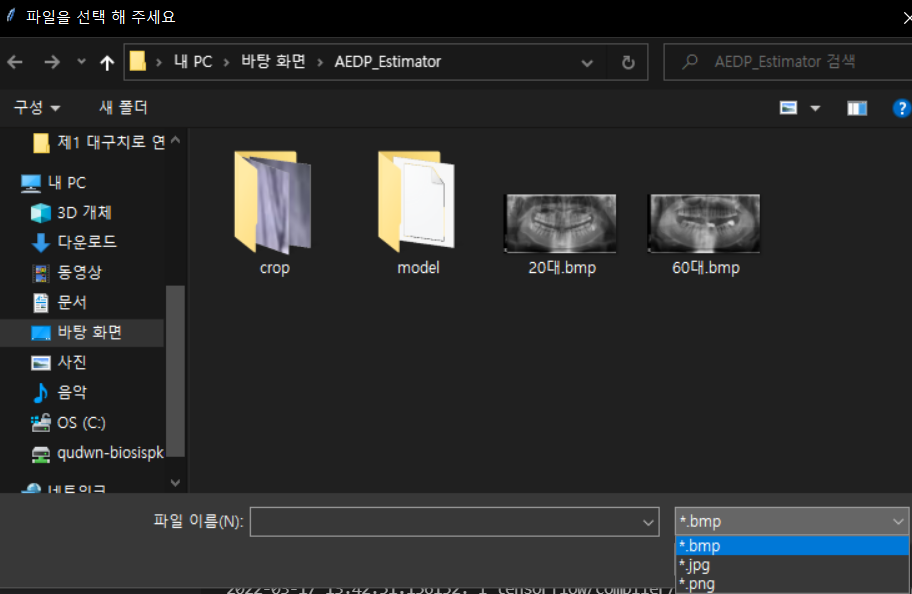 파일을 선택 해 주세요
내 PC
바탕 화면
AEDP_Estimator
AEDP_Estimator 검색
구성
새 폴더
제1 대구치로 연
내 PC
3D 개체
다운로드
동영상
문서
바탕 화면
사진
음악
OS (C:)
qudwn-biosispk
네트워크
crop
model
20대.bmp
60대.bmp
파일 이름(N):
*.bmp
*.bmp
*.jpg
*.png
2022-03-17 13:42:51.156152: I tensorflow/compiler/